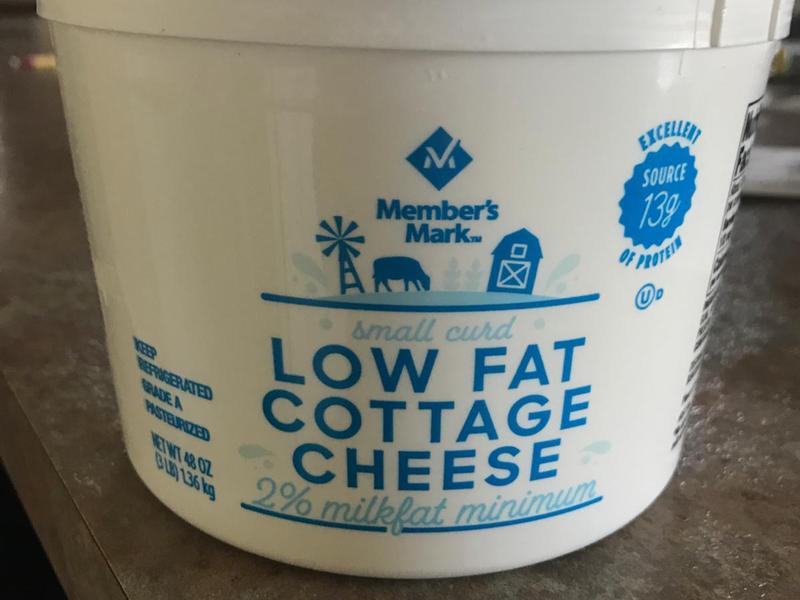 Member's
Mark™
small curd
LOW FAT
COTTAGE
CHEESE
2% milkfat minimum
KEEP
REFRIGERATED
GRADE A
PASTEURIZED
NET WT 48 OZ
(3 LB) 1.36 kg
EXCELLENT
SOURCE
13g
OF PROTEIN
U D